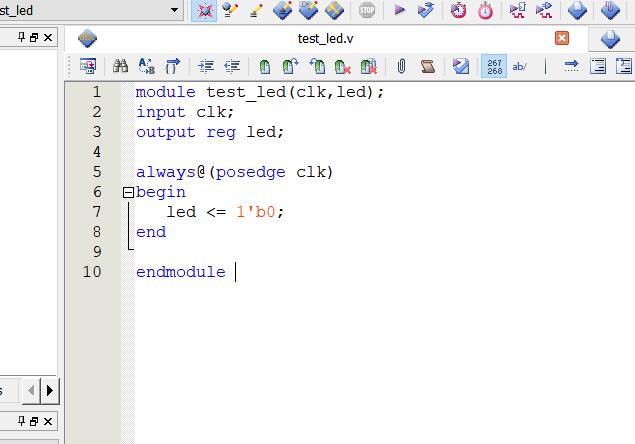 st_led
STOP
test_led.v
267
268
ab/
1 module test_led(clk,led);
2 input clk;
3 output reg led;
4
5 always@(posedge clk)
6 begin
7 led <= 1'b0;
8 end
9
10 endmodule
s